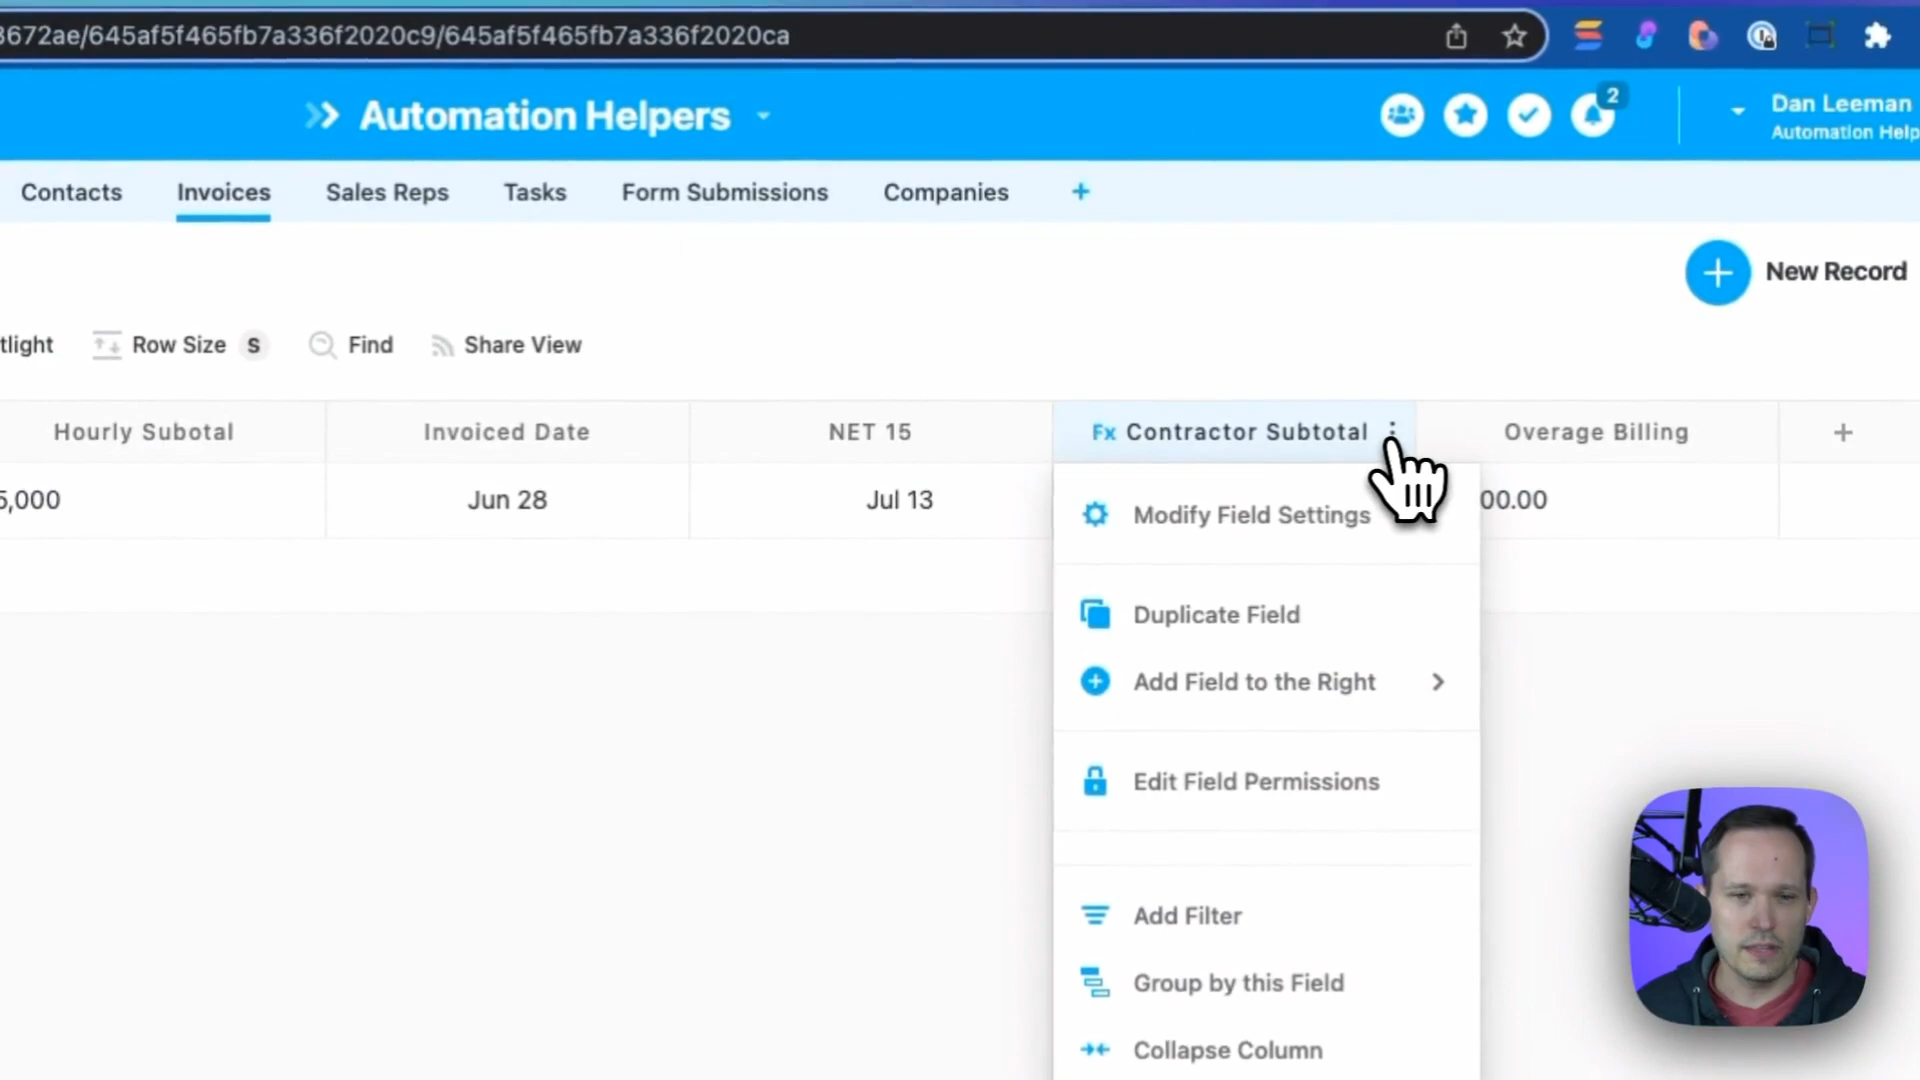 3672ae/645af5f465fb7a336f2020c9/645af5f465fb7a336f2020ca
Automation Helpers
2
Dan Leeman
Automation Help
Contacts Invoices Sales Reps Tasks Form Submissions Companies +
New Record
tlight Row Size S Find Share View
Hourly Subotal Invoiced Date NET 15 Fx Contractor Subtotal Overage Billing +
5,000 Jun 28 Jul 13 00.00
Modify Field Settings
Duplicate Field
Add Field to the Right
Edit Field Permissions
Add Filter
Group by this Field
Collapse Column